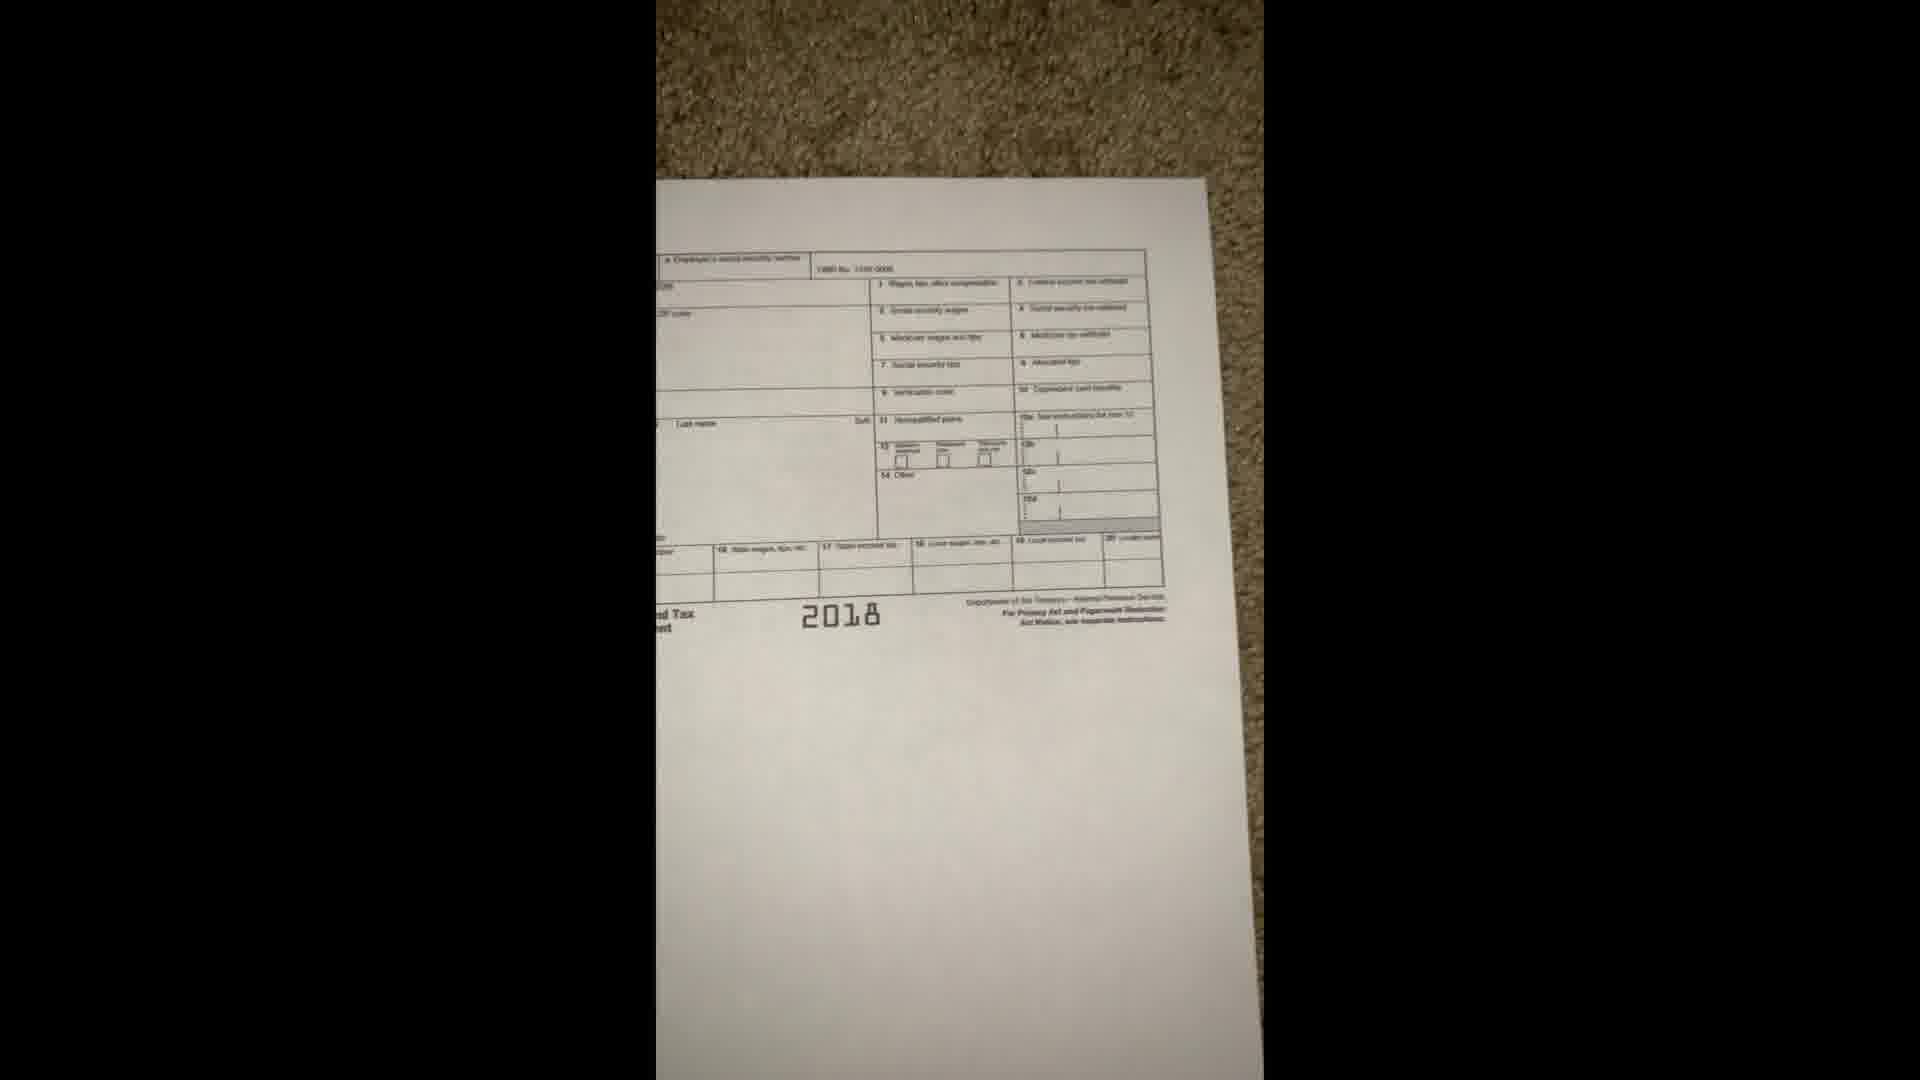 a Employee's social security number
OMB No. 1545-0008
1 Wages, tips, other compensation 2 Federal income tax withheld
ZIP code
3 Social security wages 4 Social security tax withheld
5 Medicare wages and tips 6 Medicare tax withheld
7 Social security tips 8 Allocated tips
9 Verification code 10 Dependent care benefits
Last name Suff. 11 Nonqualified plans 12a See instructions for box 12
13 Statutory employee Retirement plan Third-party sick pay 12b
14 Other 12c
12d
16 State wages, tips, etc. 17 State income tax 18 Local wages, tips, etc. 19 Local income tax 20 Locality name
nd Tax 2018 Department of the Treasury—Internal Revenue Service
ent For Privacy Act and Paperwork Reduction
Act Notice, see separate instructions.